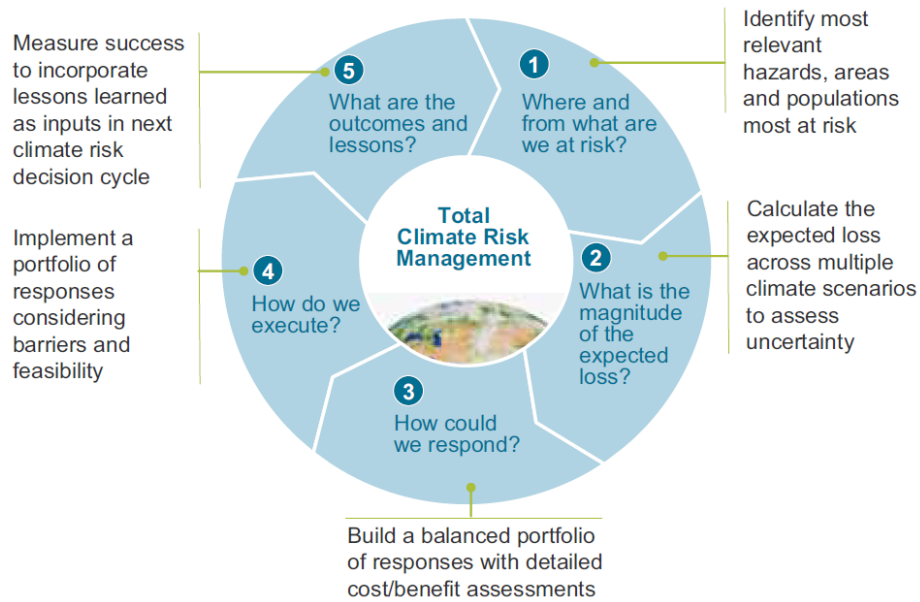 Total
Climate Risk
Management
1
Where and
from what are
we at risk?
Identify most
relevant
hazards, areas
and populations
most at risk
2
What is the
magnitude
of the
expected
loss?
Calculate the
expected loss
across multiple
climate scenarios
to assess
uncertainty
3
How could
we respond?
Build a balanced portfolio
of responses with detailed
cost/benefit assessments
4
How do we
execute?
Implement a
portfolio of
responses
considering
barriers and
feasibility
5
What are the
outcomes and
lessons?
Measure success
to incorporate
lessons learned
as inputs in next
climate risk
decision cycle